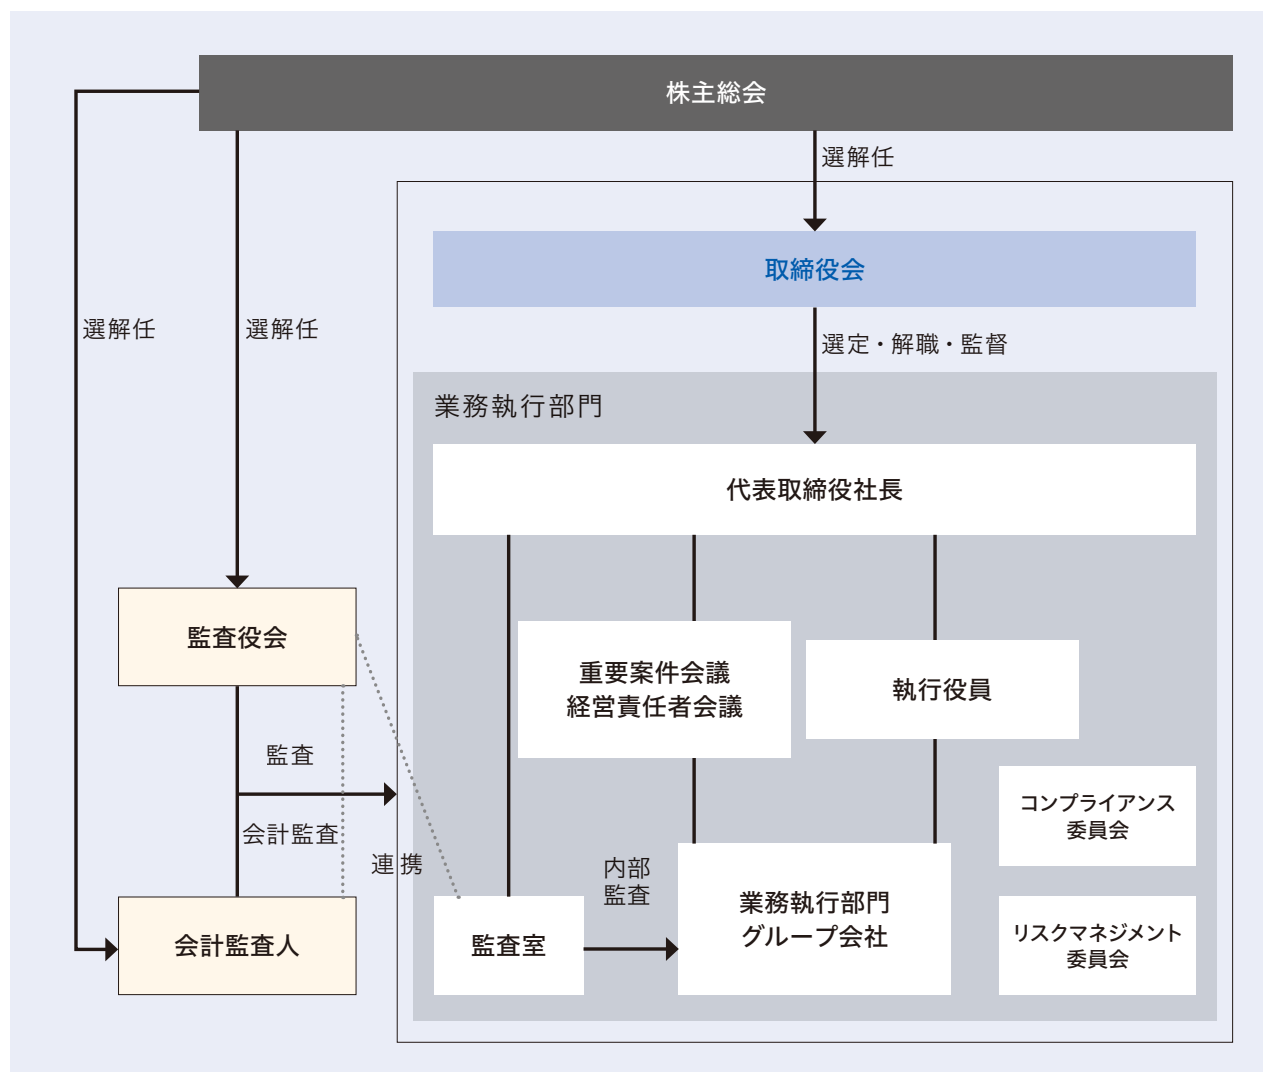 株主総会
選解任
取締役会
選解任
選解任
選定・解職・監督
業務執行部門
代表取締役社長
監査役会
重要案件会議
経営責任者会議
執行役員
監査
コンプライアンス
委員会
会計監査
連携
内部
監査
業務執行部門
グループ会社
会計監査人
監査室
リスクマネジメント
委員会